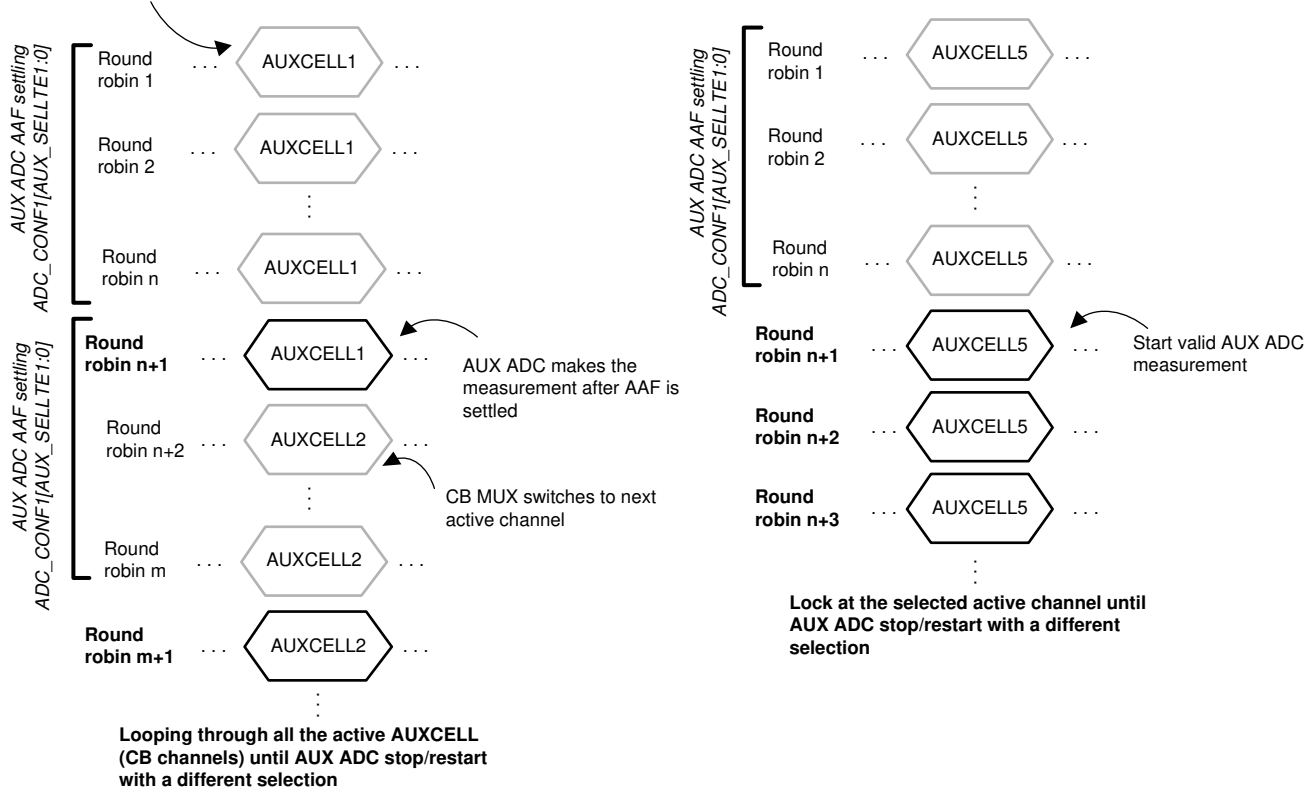 AUX ADC AAF settling
ADC_CONF1[AUX_SELLTE1:0]
Round
robin 1
. . .
AUXCELL1
. . .
Round
robin 2
. . .
AUXCELL1
. . .
Round
robin n
. . .
AUXCELL1
. . .
AUX ADC AAF settling
ADC_CONF1[AUX_SELLTE1:0]
Round
robin n+1
. . .
AUXCELL1
. . .
AUX ADC makes the
measurement after AAF is
settled
Round
robin n+2
. . .
AUXCELL2
. . .
CB MUX switches to next
active channel
Round
robin m
. . .
AUXCELL2
. . .
Round
robin m+1
. . .
AUXCELL2
. . .
Looping through all the active AUXCELL
(CB channels) until AUX ADC stop/restart
with a different selection
AUX ADC AAF settling
ADC_CONF1[AUX_SELLTE1:0]
Round
robin 1
. . .
AUXCELL5
. . .
Round
robin 2
. . .
AUXCELL5
. . .
Round
robin n
. . .
AUXCELL5
. . .
Round
robin n+1
. . .
AUXCELL5
. . .
Start valid AUX ADC
measurement
Round
robin n+2
. . .
AUXCELL5
. . .
Round
robin n+3
. . .
AUXCELL5
. . .
Lock at the selected active channel until
AUX ADC stop/restart with a different
selection